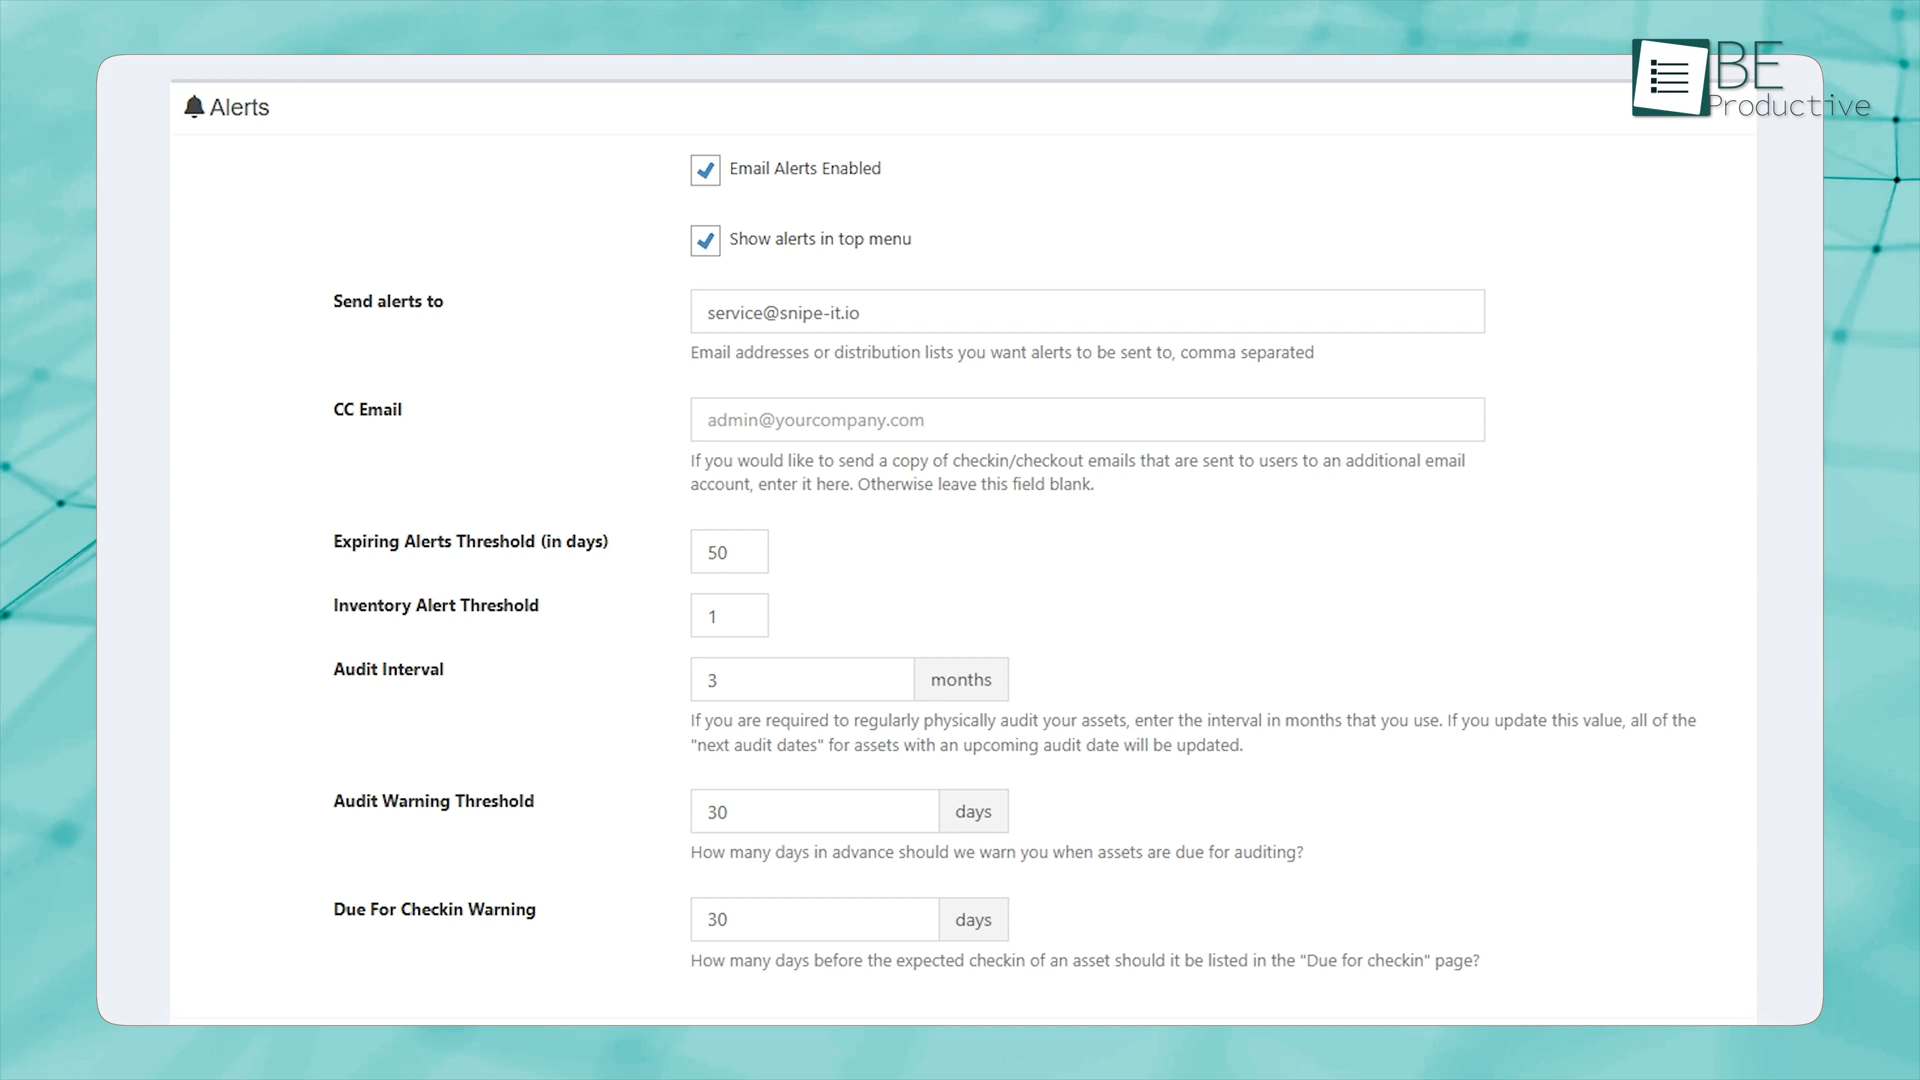 BE
Productive
Alerts
Email Alerts Enabled
Show alerts in top menu
Send alerts to
service@snipe-it.io
Email addresses or distribution lists you want alerts to be sent to, comma separated
CC Email
admin@yourcompany.com
If you would like to send a copy of checkin/checkout emails that are sent to users to an additional email
account, enter it here. Otherwise leave this field blank.
Expiring Alerts Threshold (in days)
50
Inventory Alert Threshold
1
Audit Interval
3 months
If you are required to regularly physically audit your assets, enter the interval in months that you use. If you update this value, all of the
"next audit dates" for assets with an upcoming audit date will be updated.
Audit Warning Threshold
30 days
How many days in advance should we warn you when assets are due for auditing?
Due For Checkin Warning
30 days
How many days before the expected checkin of an asset should it be listed in the "Due for checkin" page?